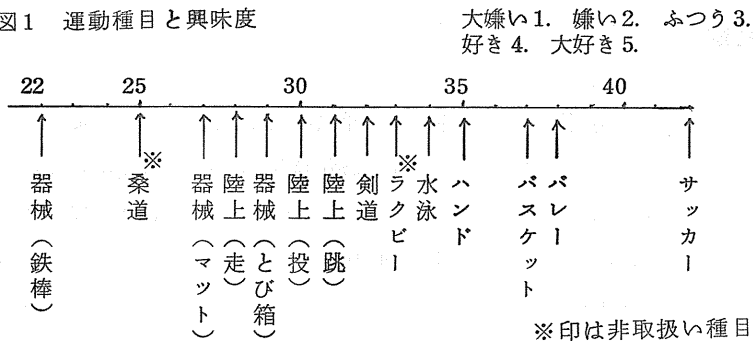 図1 運動種目と興味度
大嫌い1. 嫌い2. ふつう3.
好き4. 大好き5.
22 25 30 35 40
器械(鉄棒)
桑道
※
器械(マット)
陸上(走)
器械(とび箱)
陸上(投)
陸上(跳)
剣道
ラクビー
※
水泳
ハンド
バスケット
バレー
サッカー
※印は非取扱い種目